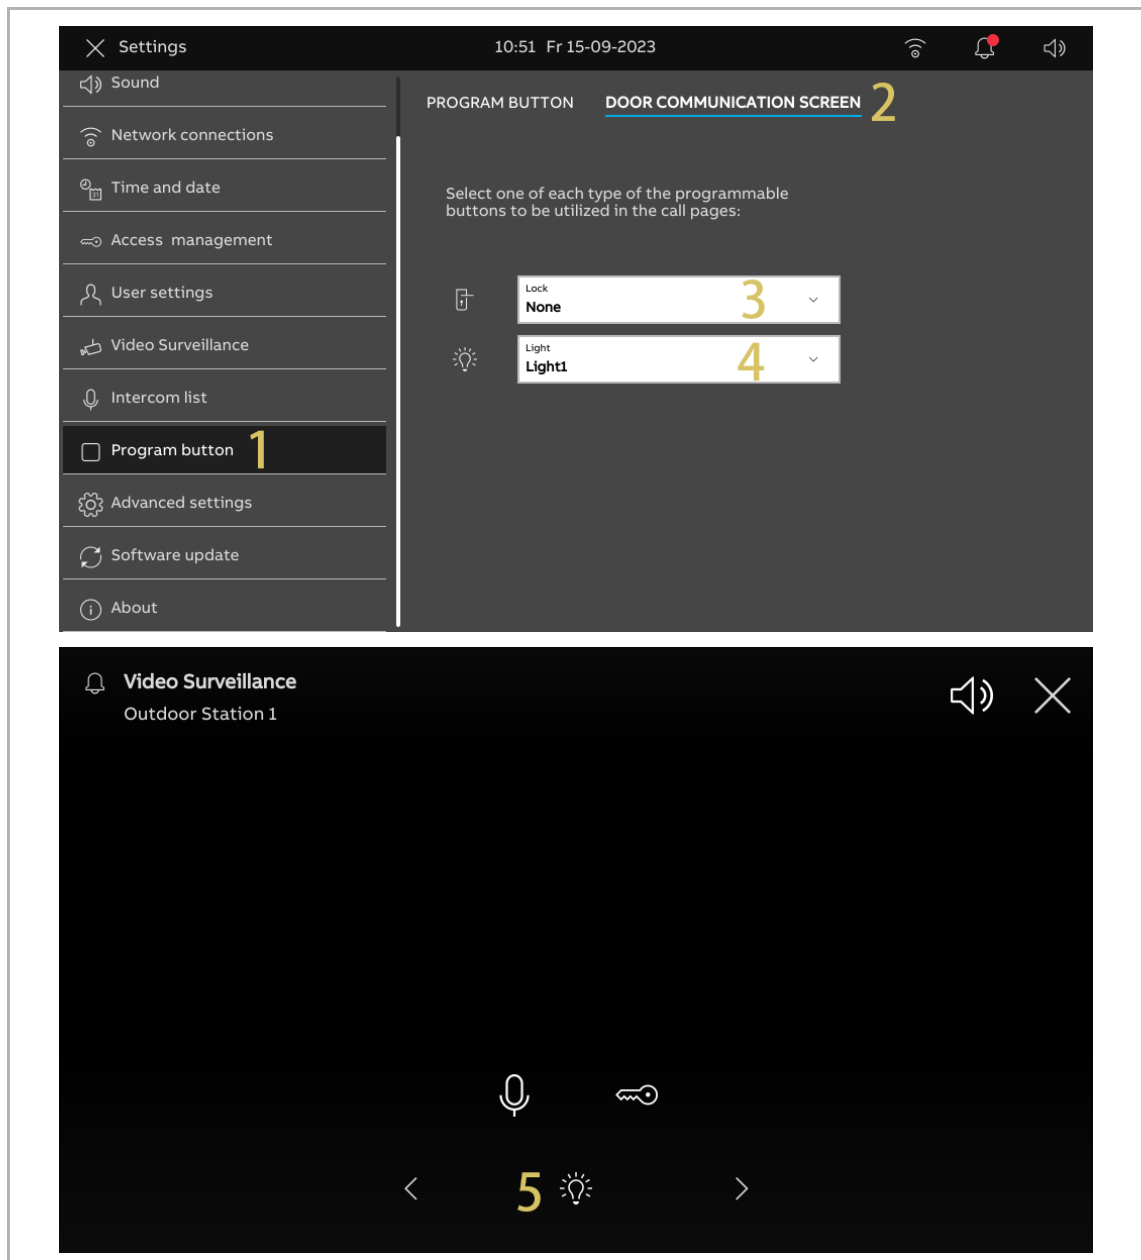 Settings
10:51 Fr 15-09-2023
Sound
Network connections
Time and date
Access management
User settings
Video Surveillance
Intercom list
Program button 1
Advanced settings
Software update
About
PROGRAM BUTTON DOOR COMMUNICATION SCREEN 2
Select one of each type of the programmable
buttons to be utilized in the call pages:
Lock
None 3
Light
Light1 4
Video Surveillance
Outdoor Station 1
5